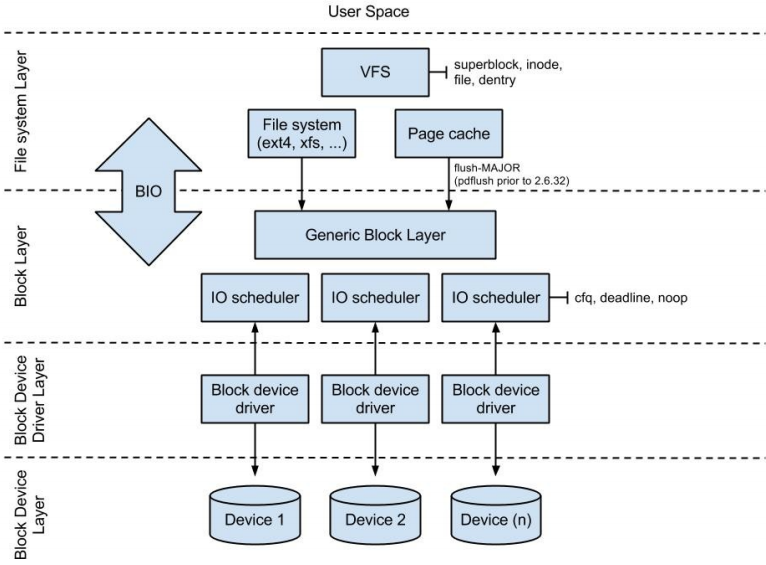 User Space
File system Layer
VFS
superblock, inode,
file, dentry
File system
(ext4, xfs, ...)
Page cache
flush-MAJOR
(pdflush prior to 2.6.32)
BIO
Block Layer
Generic Block Layer
IO scheduler
IO scheduler
IO scheduler
cfq, deadline, noop
Block Device
Driver Layer
Block device
driver
Block device
driver
Block device
driver
Block Device
Layer
Device 1
Device 2
Device (n)